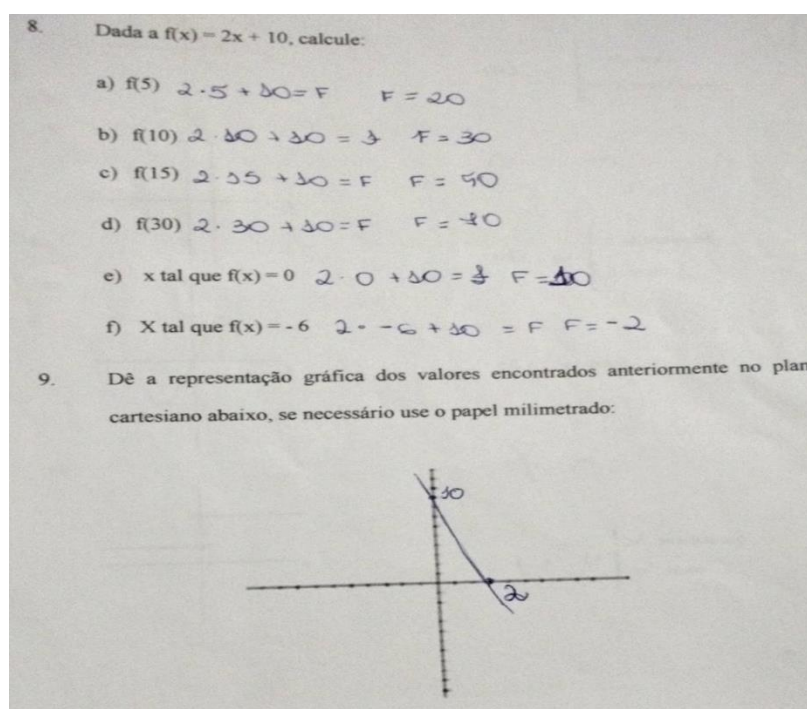 8. Dada a f(x) = 2x + 10, calcule:
a) f(5) 2 · 5 + 10 = F F = 20
b) f(10) 2 · 10 + 10 = f F = 30
c) f(15) 2 · 15 + 10 = F F = 40
d) f(30) 2 · 30 + 10 = F F = 70
e) x tal que f(x) = 0 2 · 0 + 10 = f F = 10
f) X tal que f(x) = - 6 2 · - 6 + 10 = F F = - 2
9. Dê a representação gráfica dos valores encontrados anteriormente no plan
cartesiano abaixo, se necessário use o papel milimetrado:
10
2